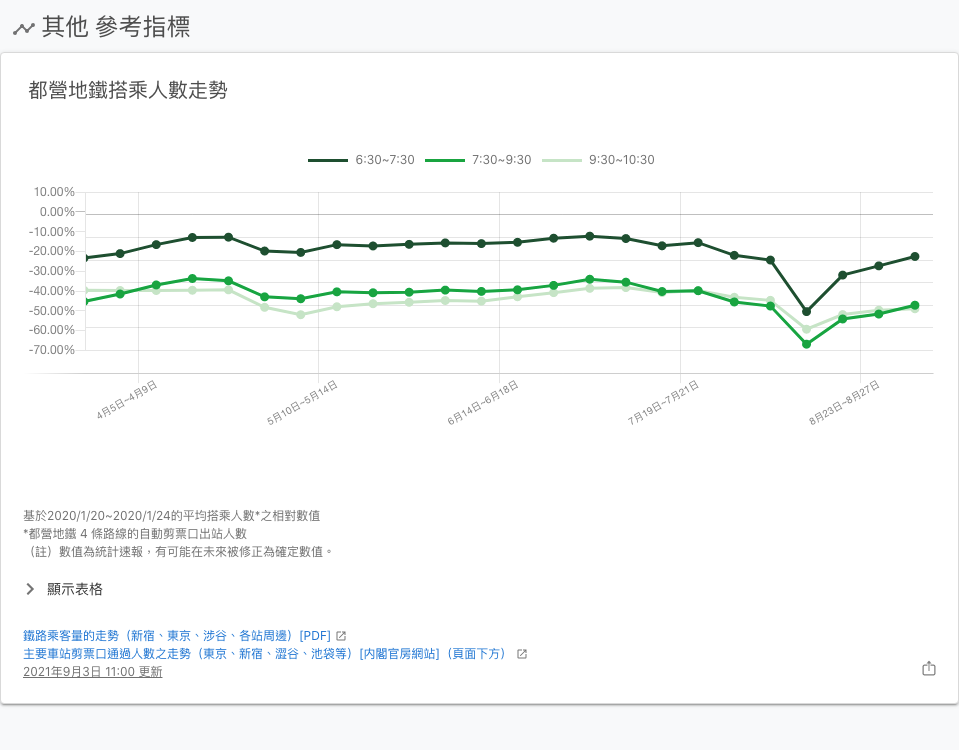 其他 參考指標
都營地鐵搭乘人數走勢
6:30~7:30 7:30~9:30 9:30~10:30
10.00%
0.00%
-10.00%
-20.00%
-30.00%
-40.00%
-50.00%
-60.00%
-70.00%
4月5日~4月9日
5月10日~5月14日
6月14日~6月18日
7月19日~7月21日
8月23日~8月27日
基於2020/1/20~2020/1/24的平均搭乘人數*之相對數值
*都營地鐵 4 條路線的自動剪票口出站人數
（註）數值為統計速報，有可能在未來被修正為確定數值。
顯示表格
鐵路乘客量的走勢（新宿、東京、涉谷、各站周邊）[PDF]
主要車站剪票口通過人數之走勢（東京、新宿、澀谷、池袋等）[内閣官房網站]（頁面下方）
2021年9月3日 11:00 更新